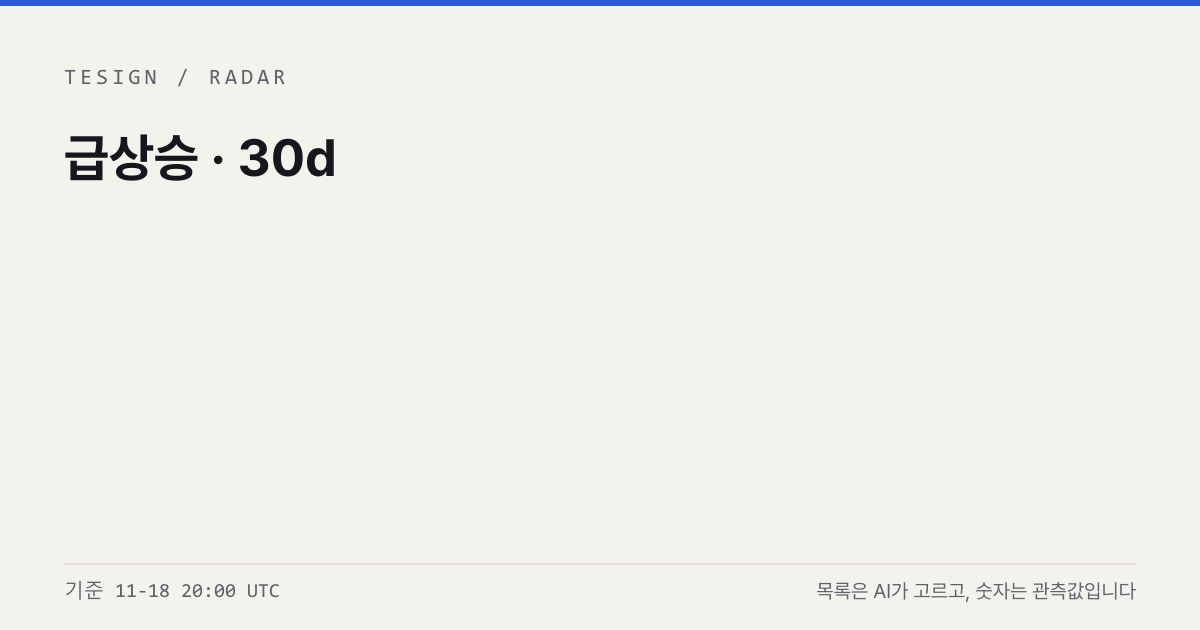 TESIGN / RADAR
급상승 · 30d
기준 11-18 20:00 UTC
목록은 AI가 고르고, 숫자는 관측값입니다